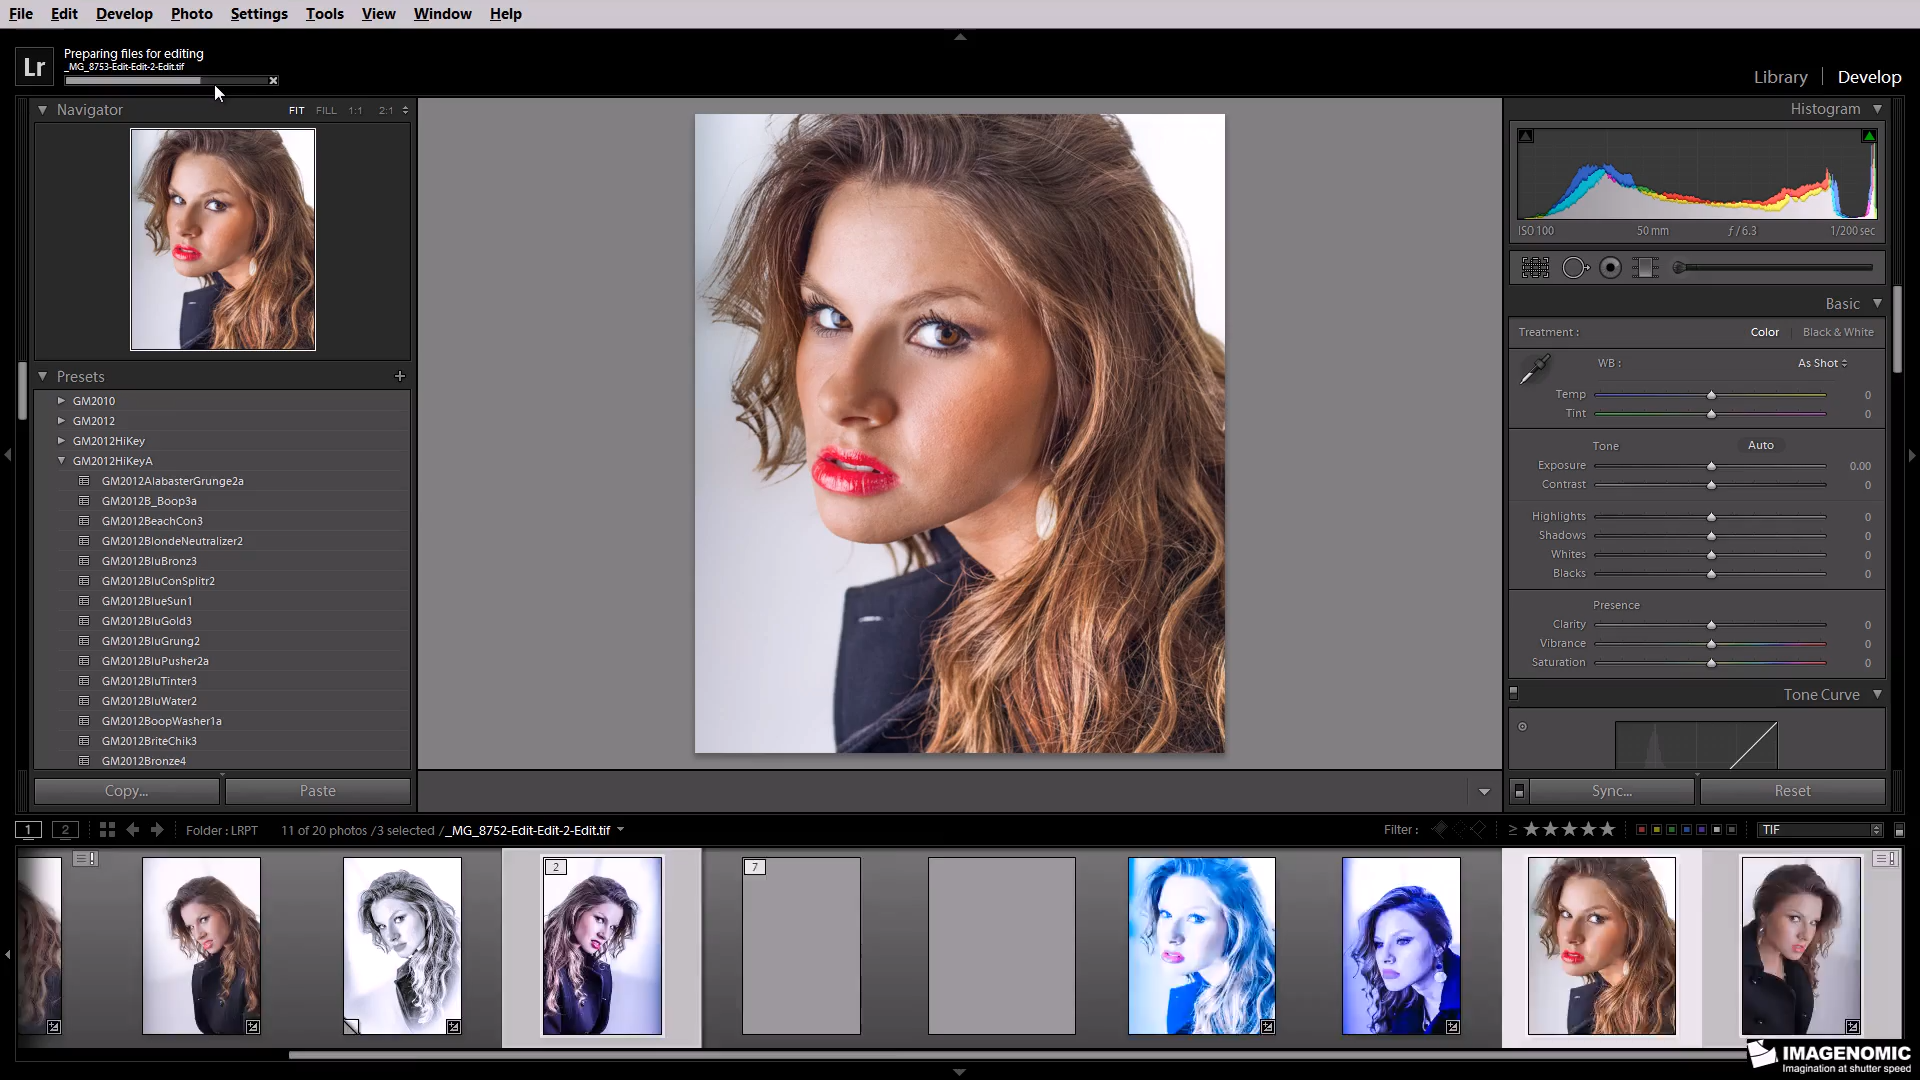 File Edit Develop Photo Settings Tools View Window Help
Lr
Preparing files for editing
_MG_8753-Edit-Edit-2-Edit.tif
Library | Develop
Navigator FIT FILL 1:1 2:1
Presets +
GM2010
GM2012
GM2012HiKey
GM2012HiKeyA
GM2012AlabasterGrunge2a
GM2012B_Boop3a
GM2012BeachCon3
GM2012BlondeNeutralizer2
GM2012BluBronz3
GM2012BluConSplitr2
GM2012BlueSun1
GM2012BluGold3
GM2012BluGrung2
GM2012BluPusher2a
GM2012BluTinter3
GM2012BluWater2
GM2012BoopWasher1a
GM2012BriteChik3
GM2012Bronze4
Copy... Paste
Histogram
ISO 100 50 mm ƒ / 6.3 1/200 sec
Basic
Treatment : Color | Black & White
WB : As Shot
Temp 0
Tint 0
Tone Auto
Exposure 0.00
Contrast 0
Highlights 0
Shadows 0
Whites 0
Blacks 0
Presence
Clarity 0
Vibrance 0
Saturation 0
Tone Curve
Sync... Reset
1 2 Folder : LRPT 11 of 20 photos /3 selected /_MG_8752-Edit-Edit-2-Edit.tif Filter : ≥ ★★★★★ TIF
2 7
IMAGENOMIC
Imagination at shutter speed